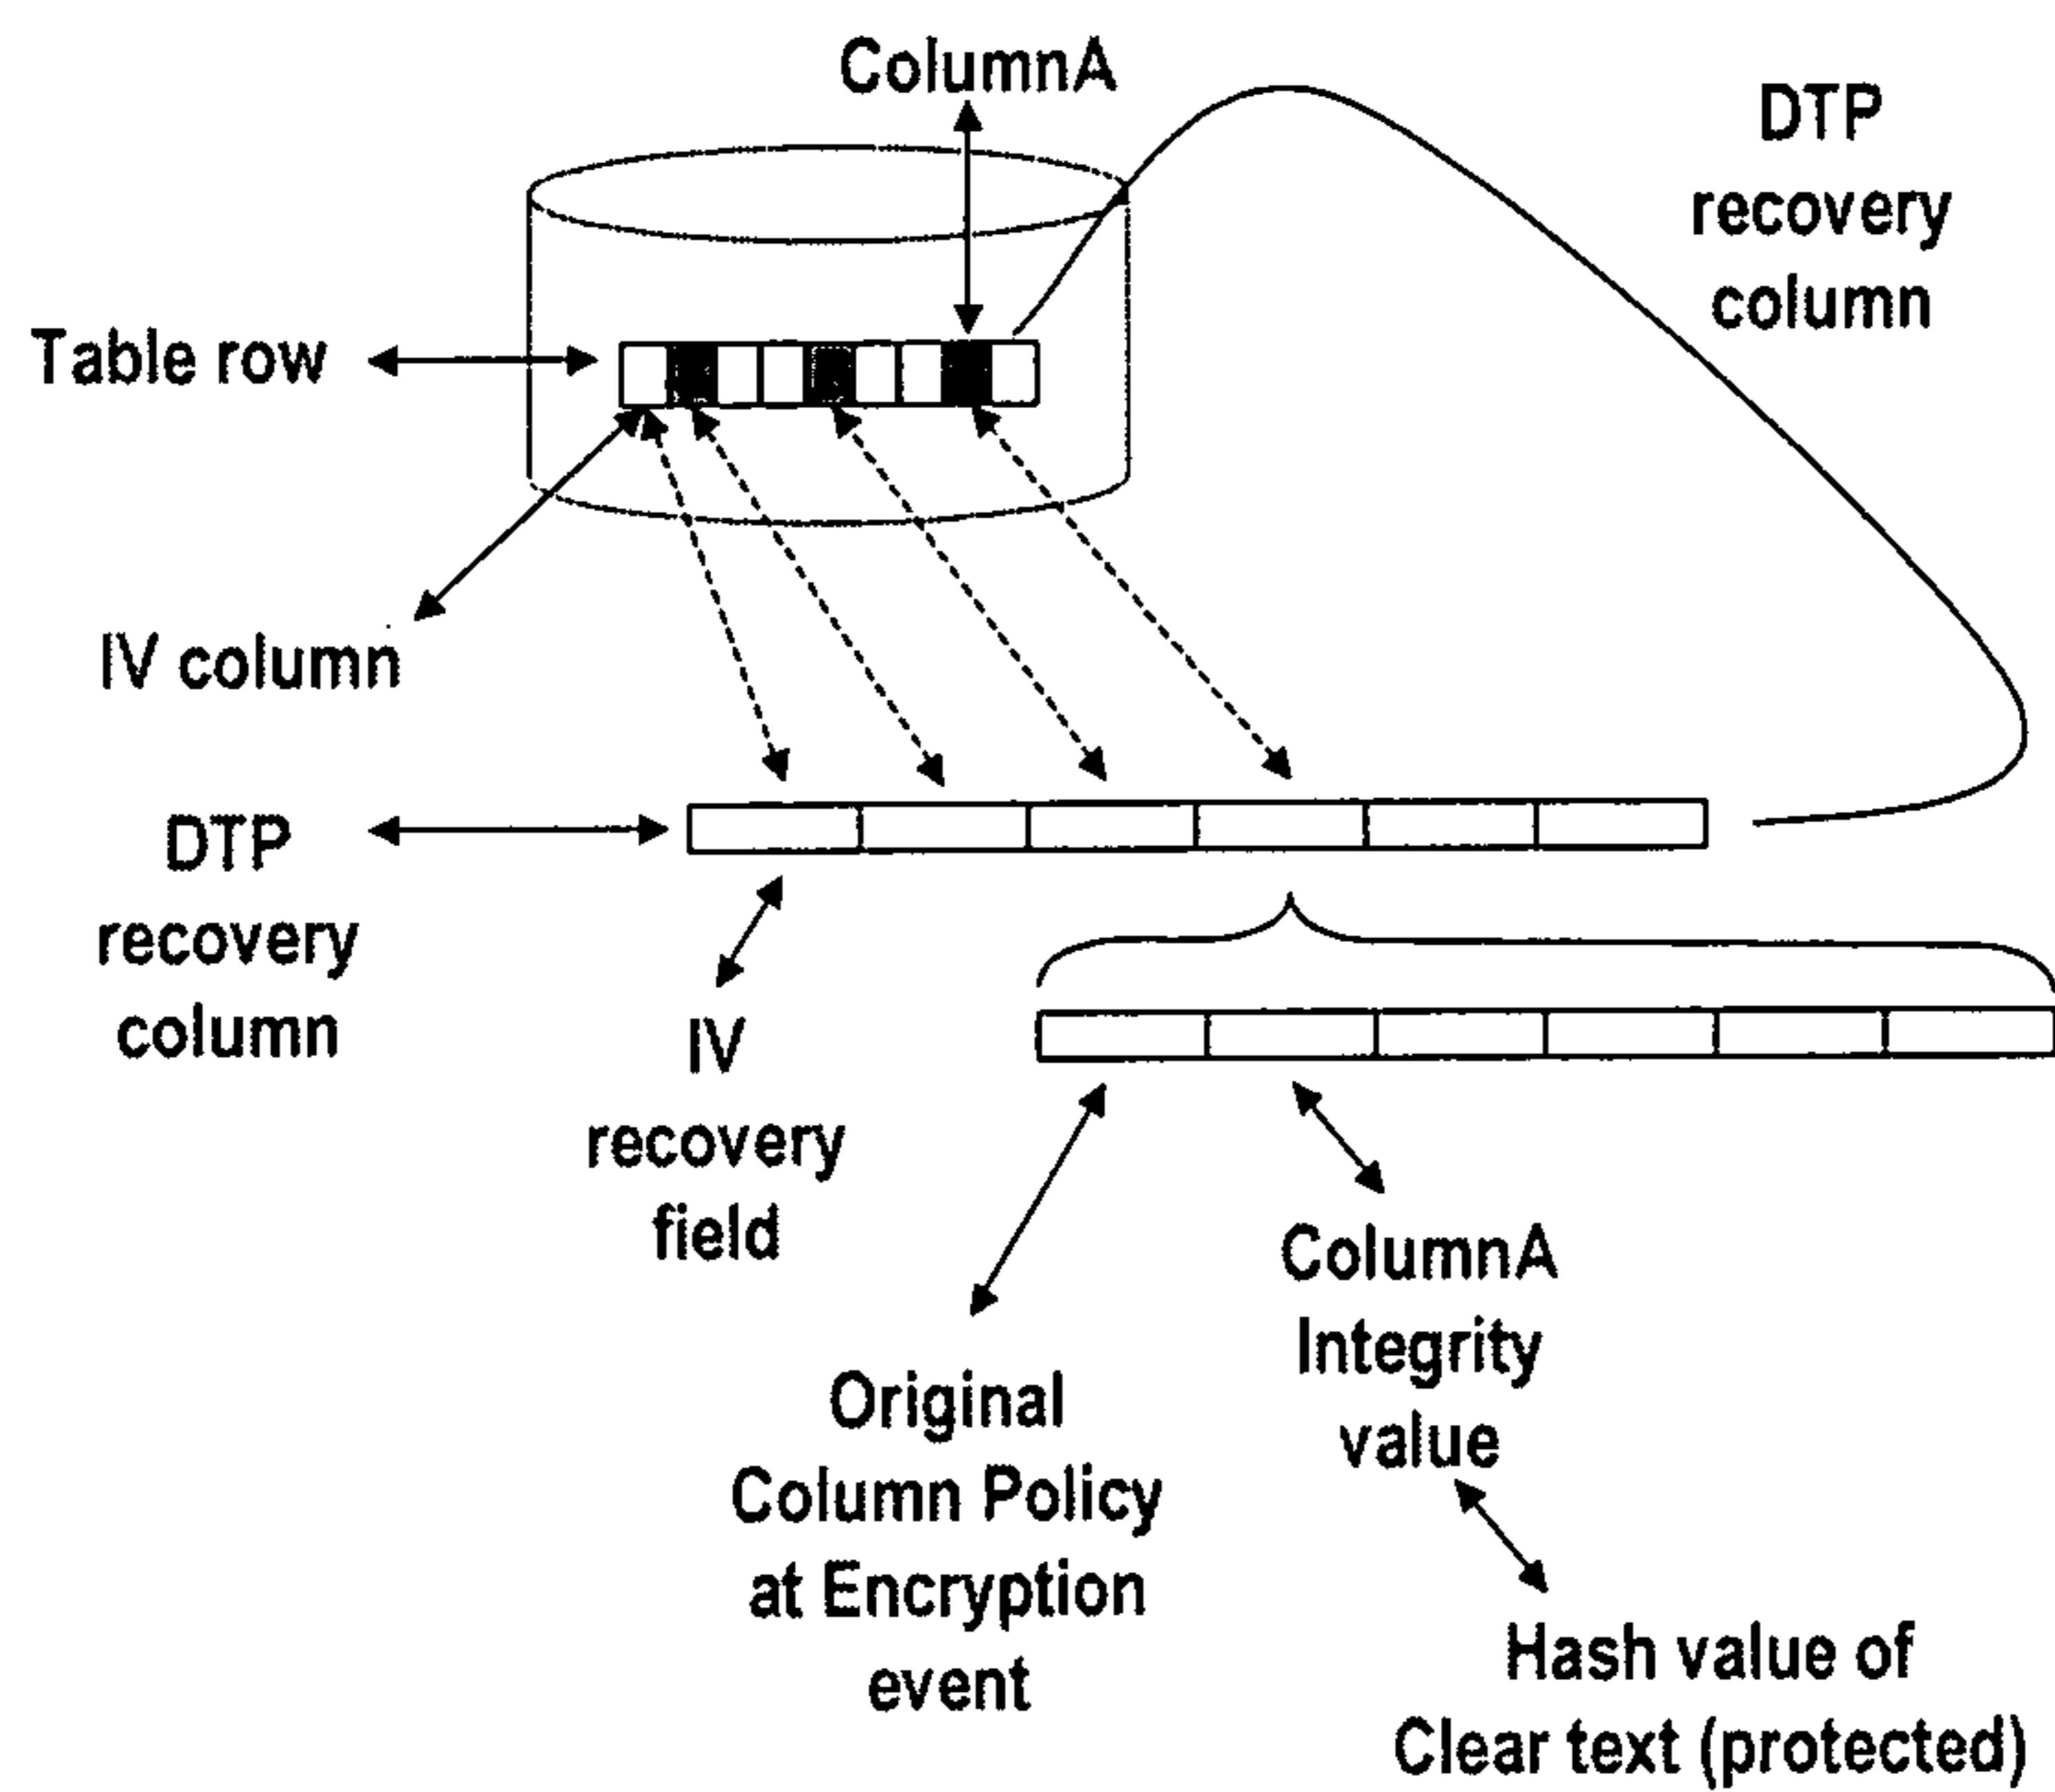 ColumnA
DTP
recovery
column
Table row
IV column
DTP
recovery
column
IV
recovery
field
ColumnA
Integrity
value
Original
Column Policy
at Encryption
event
Hash value of
Clear text (protected)